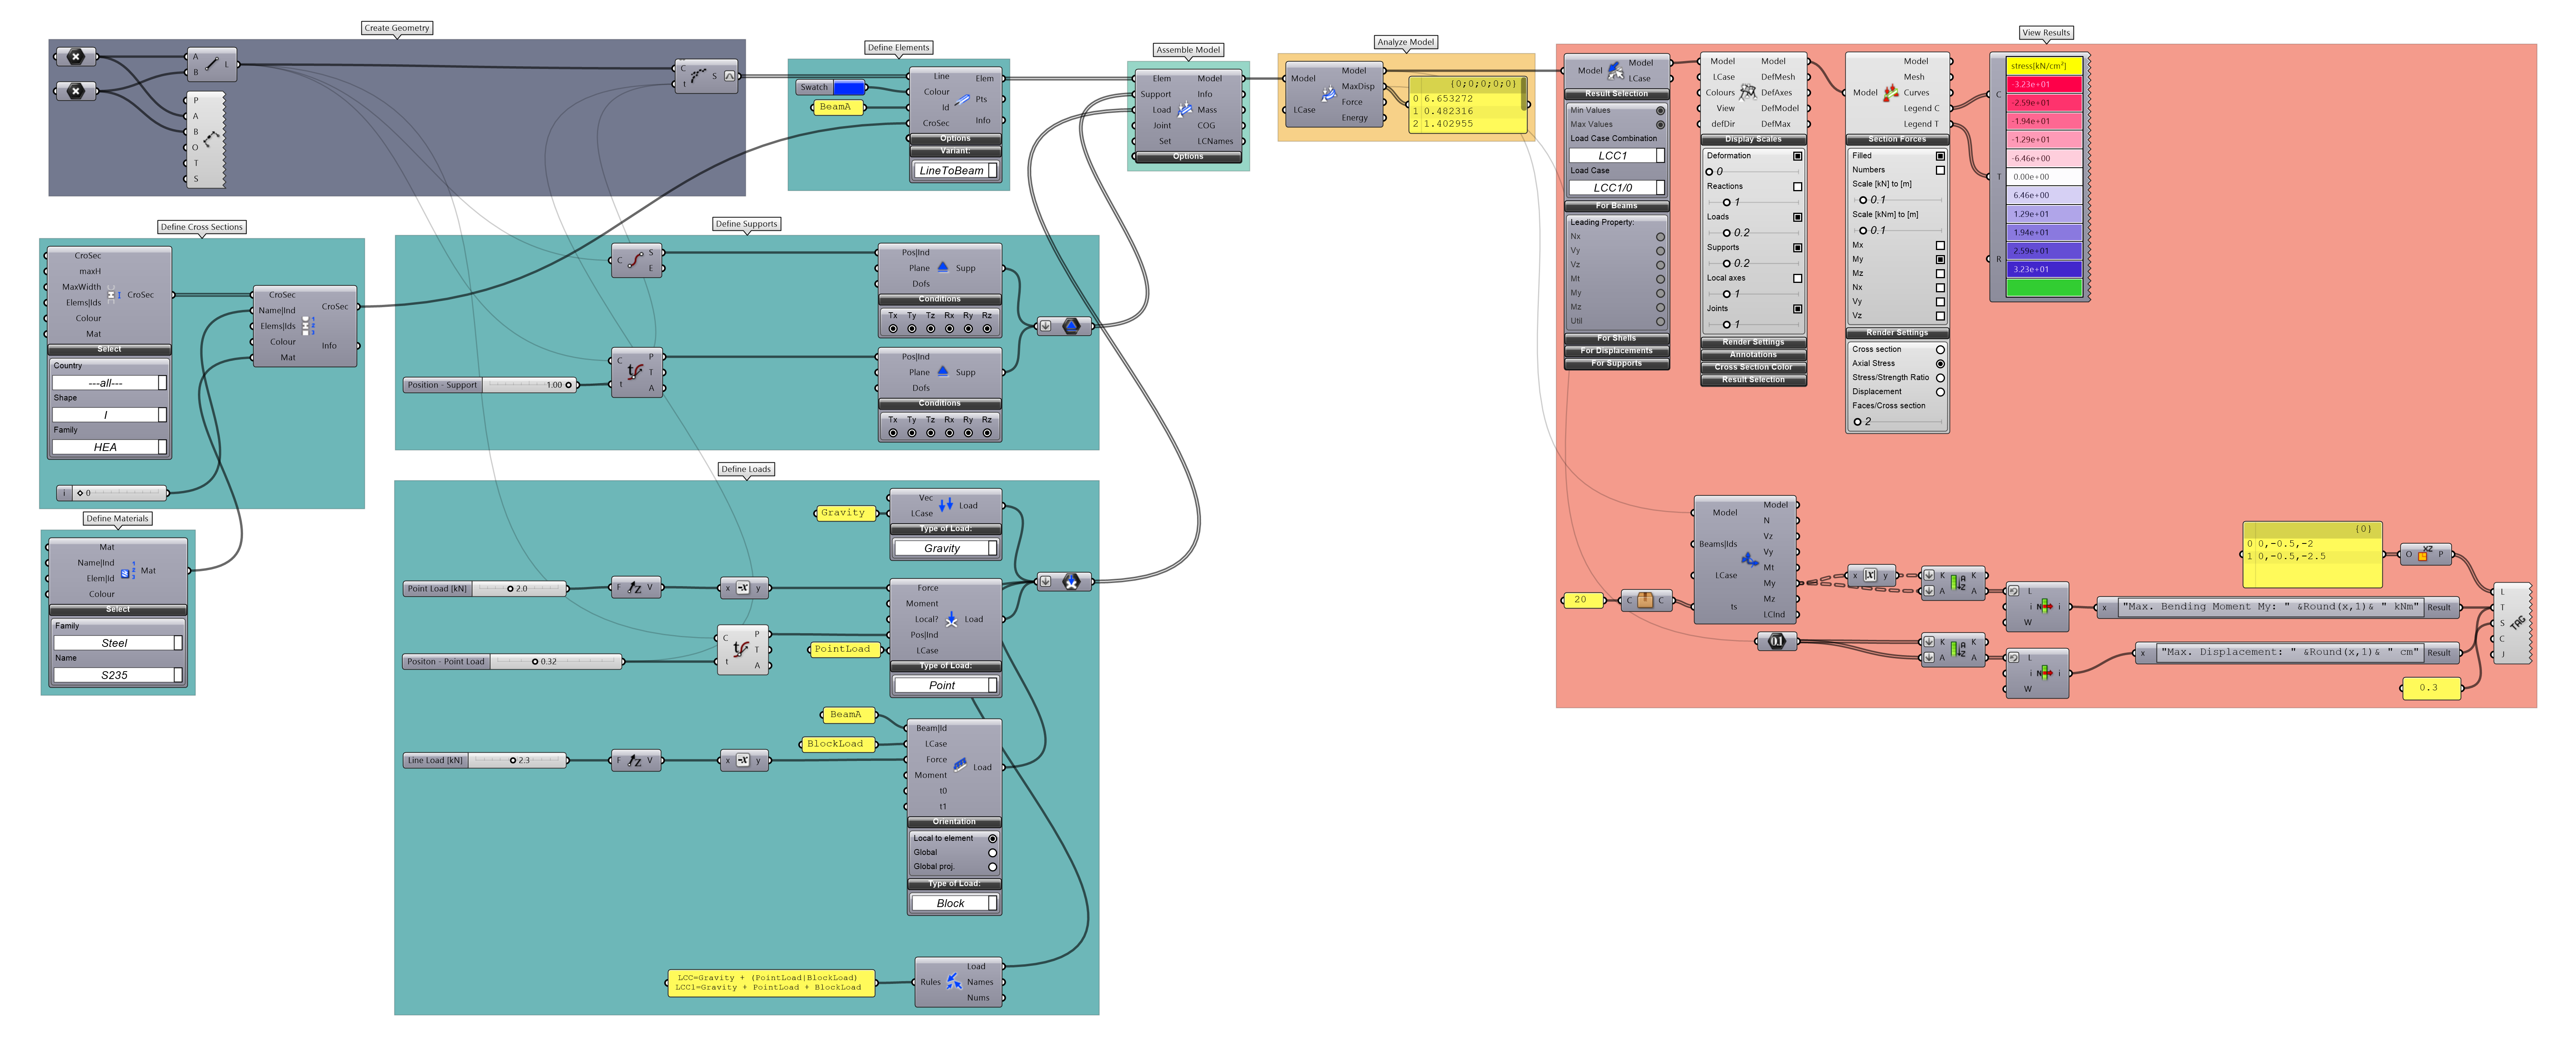 Create Geometry
A
B
L
P
A
B
O
T
S
C
t
S
Define Elements
Swatch
BeamA
Line
Colour
Id
CroSec
Elem
Pts
Info
Options
Variant:
LineToBeam
Assemble Model
Elem
Support
Load
Joint
Set
Model
Info
Mass
COG
LCNames
Options
Analyze Model
Model
LCase
Model
MaxDisp
Force
Energy
{0;0;0;0;0}
0 6.653272
1 0.482316
2 1.402955
View Results
Model
Model
LCase
Result Selection
Min Values
Max Values
Load Case Combination
LCC1
Load Case
LCC1/0
For Beams
Leading Property:
Nx
Vy
Vz
Mt
My
Mz
Util
For Shells
For Displacements
For Supports
Model
LCase
Colours
View
defDir
Model
DefMesh
DefAxes
DefModel
DefMax
Display Scales
Deformation
0
Reactions
1
Loads
0.2
Supports
0.2
Local axes
1
Joints
1
Render Settings
Annotations
Cross Section Color
Result Selection
Model
Model
Mesh
Curves
Legend C
Legend T
Section Forces
Filled
Numbers
Scale [kN] to [m]
0.1
Scale [kNm] to [m]
0.1
Mx
My
Mz
Nx
Vy
Vz
Render Settings
Cross section
Axial Stress
Stress/Strength Ratio
Displacement
Faces/Cross section
2
C
T
R
stress[kN/cm²]
-3.23e+01
-2.59e+01
-1.94e+01
-1.29e+01
-6.46e+00
0.00e+00
6.46e+00
1.29e+01
1.94e+01
2.59e+01
3.23e+01
Define Cross Sections
CroSec
maxH
MaxWidth
Elems|Ids
Colour
Mat
CroSec
Select
Country
---all---
Shape
I
Family
HEA
i
0
CroSec
Name|Ind
Elems|Ids
Colour
Mat
CroSec
Info
Define Materials
Mat
Name|Ind
Elem|Id
Colour
Mat
Select
Family
Steel
Name
S235
Define Supports
C
S
E
Pos|Ind
Plane
Dofs
Supp
Conditions
Tx Ty Tz Rx Ry Rz
Position - Support
1.00
C
t
P
T
A
Pos|Ind
Plane
Dofs
Supp
Conditions
Tx Ty Tz Rx Ry Rz
Define Loads
Gravity
Vec
LCase
Load
Type of Load:
Gravity
Point Load [kN]
2.0
F Z V
x -x y
Force
Moment
Local?
Pos|Ind
LCase
Load
Type of Load:
Point
Positon - Point Load
0.32
C
t
P
T
A
PointLoad
BeamA
BlockLoad
Line Load [kN]
2.3
F Z V
x -x y
Beam|Id
LCase
Force
Moment
t0
t1
Load
Orientation
Local to element
Global
Global proj.
Type of Load:
Block
LCC=Gravity + (PointLoad|BlockLoad)
LCC1=Gravity + PointLoad + BlockLoad
Rules
Load
Names
Nums
20
C C
Model
Beams|Ids
LCase
ts
Model
N
Vz
Vy
Mt
My
Mz
LCInd
0.1
x |x| y
K A Z K
A A
K A Z K
A A
L
i N i
W
L
i N i
W
x "Max. Bending Moment My: " &Round(x,1)& " kNm" Result
x "Max. Displacement: " &Round(x,1)& " cm" Result
{0}
0 0,-0.5,-2
1 0,-0.5,-2.5
O XZ P
0.3
L
T
S
C
J
TAG